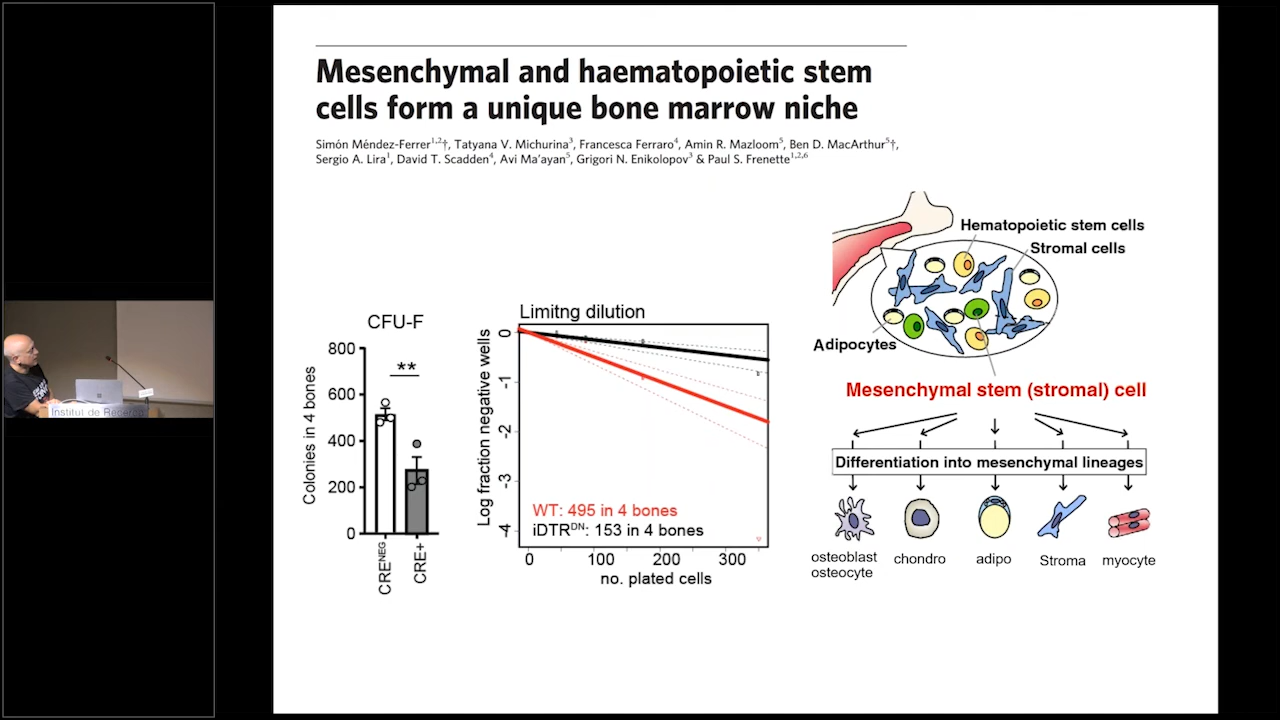 Mesenchymal and haematopoietic stem
cells form a unique bone marrow niche
Simón Méndez-Ferrer1,2†, Tatyana V. Michurina3, Francesca Ferraro4, Amin R. Mazloom5, Ben D. MacArthur5†,
Sergio A. Lira1, David T. Scadden4, Avi Ma'ayan5, Grigori N. Enikolopov3 & Paul S. Frenette1,2,6
CFU-F
Colonies in 4 bones
800
600
400
200
0
**
CRENEG
CRE+
Limitng dilution
Log fraction negative wells
0
-1
-2
-3
-4
WT: 495 in 4 bones
iDTRDN: 153 in 4 bones
0 100 200 300
no. plated cells
Hematopoietic stem cells
Stromal cells
Adipocytes
Mesenchymal stem (stromal) cell
Differentiation into mesenchymal lineages
osteoblast
osteocyte
chondro
adipo
Stroma
myocyte
Institut de Recerca